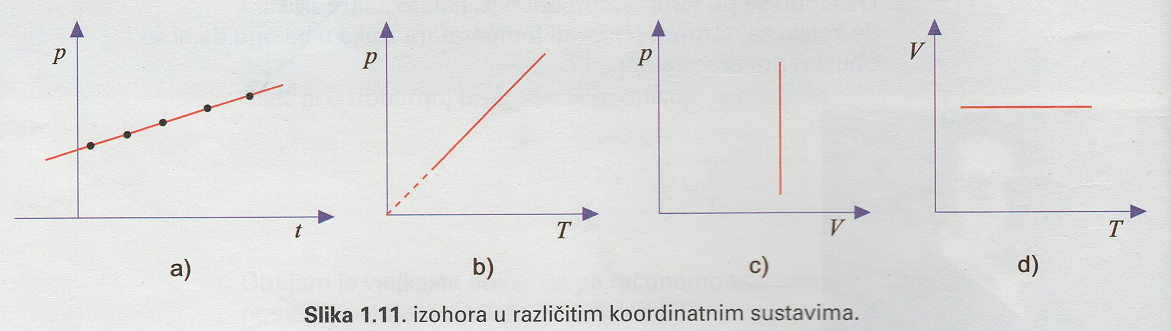 p
t
a)
p
T
b)
p
V
c)
V
T
d)
Slika 1.11. izohora u različitim koordinatnim sustavima.